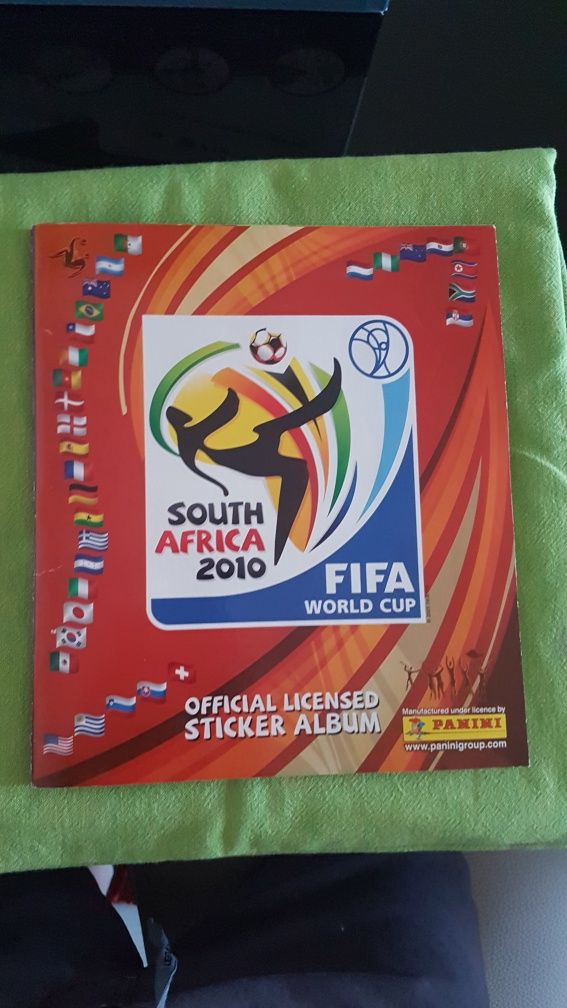 SOUTH
AFRICA
2010
FIFA
WORLD CUP
OFFICIAL LICENSED
STICKER ALBUM
Manufactured under licence by
PANINI
www.paninigroup.com